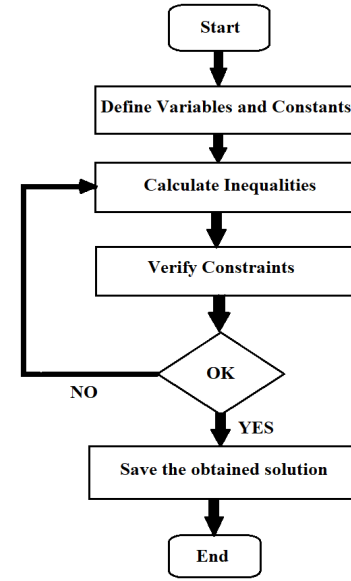 Start
Define Variables and Constants
Calculate Inequalities
Verify Constraints
OK
NO
YES
Save the obtained solution
End